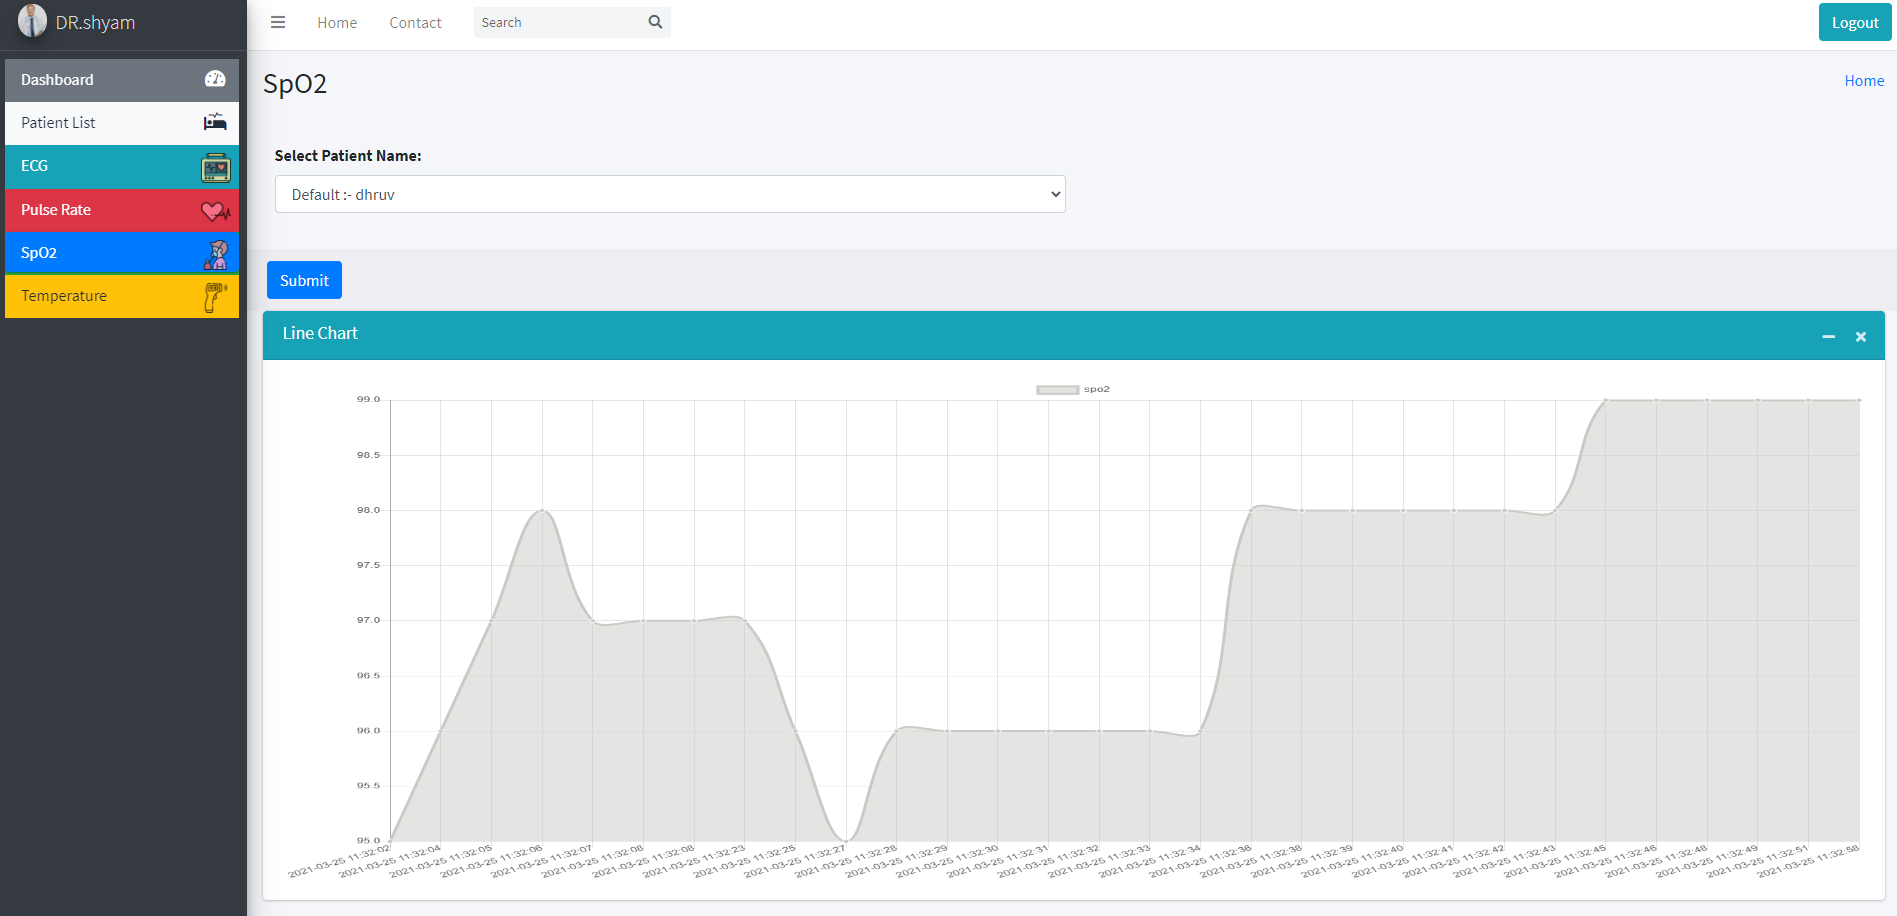 DR.shyam
Home
Contact
Search
Logout
Dashboard
Patient List
ECG
Pulse Rate
SpO2
Temperature
SpO2
Home
Select Patient Name:
Default :- dhruv
Submit
Line Chart
spo2
99.0
98.5
98.0
97.5
97.0
96.5
96.0
95.5
95.0
2021-03-25 11:32:02
2021-03-25 11:32:04
2021-03-25 11:32:05
2021-03-25 11:32:06
2021-03-25 11:32:07
2021-03-25 11:32:08
2021-03-25 11:32:08
2021-03-25 11:32:23
2021-03-25 11:32:25
2021-03-25 11:32:27
2021-03-25 11:32:28
2021-03-25 11:32:29
2021-03-25 11:32:30
2021-03-25 11:32:31
2021-03-25 11:32:32
2021-03-25 11:32:33
2021-03-25 11:32:34
2021-03-25 11:32:36
2021-03-25 11:32:38
2021-03-25 11:32:39
2021-03-25 11:32:40
2021-03-25 11:32:41
2021-03-25 11:32:42
2021-03-25 11:32:43
2021-03-25 11:32:45
2021-03-25 11:32:46
2021-03-25 11:32:48
2021-03-25 11:32:49
2021-03-25 11:32:51
2021-03-25 11:32:58